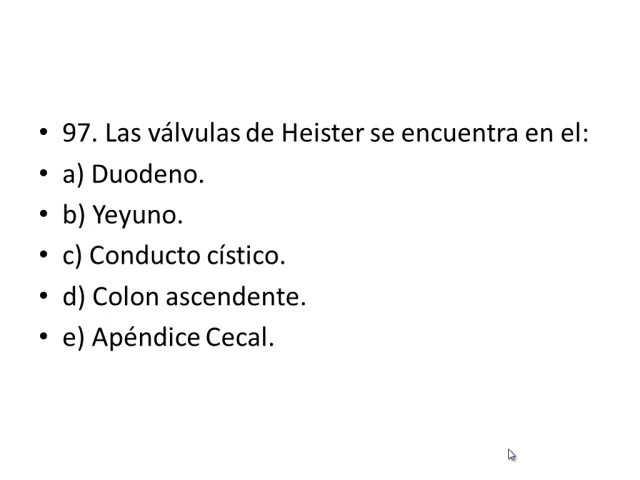 • 97. Las válvulas de Heister se encuentra en el:
• a) Duodeno.
• b) Yeyuno.
• c) Conducto cístico.
• d) Colon ascendente.
• e) Apéndice Cecal.